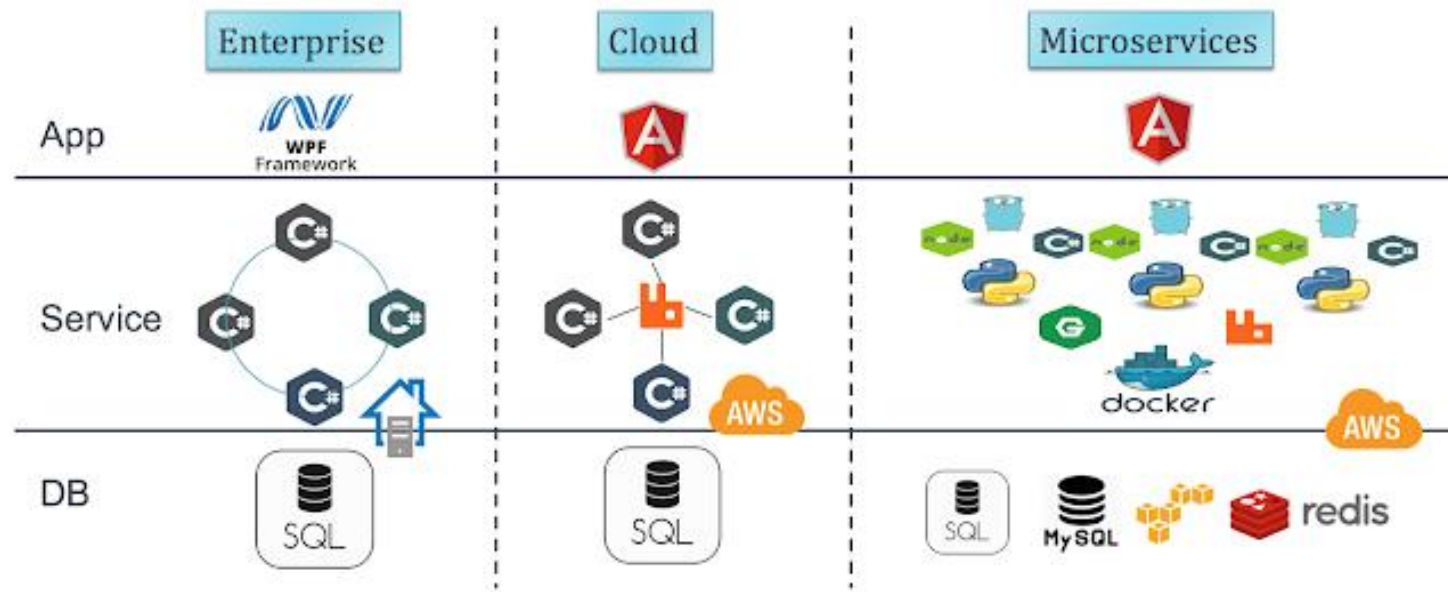 Enterprise
Cloud
Microservices
App
WPF
Framework
A
A
Service
C#
C#
C#
C#
C#
C#
C#
C#
AWS
node
C#
node
C#
node
C#
G
docker
AWS
DB
SQL
SQL
SQL
MySQL
redis